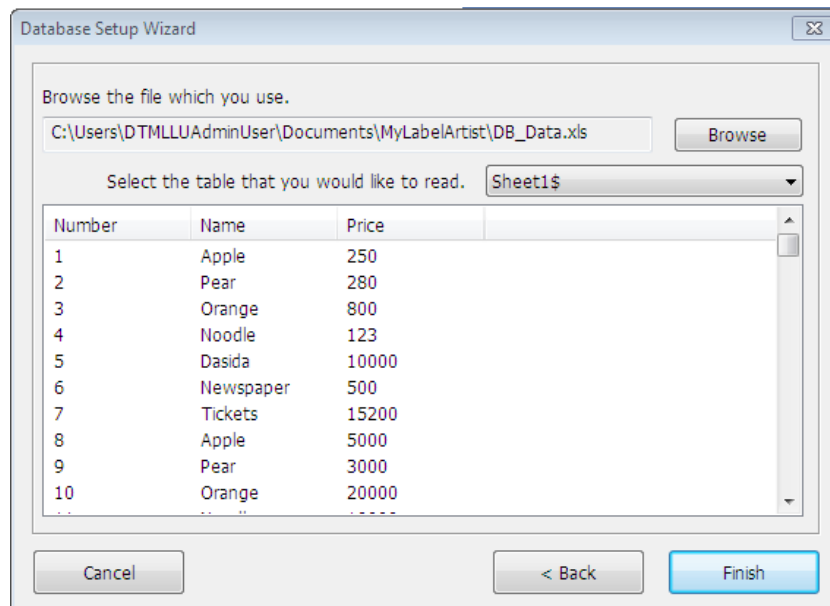 Database Setup Wizard
Browse the file which you use.
C:\Users\DTMLLUAdminUser\Documents\MyLabelArtist\DB_Data.xls Browse
Select the table that you would like to read. Sheet1$
Number Name Price
1 Apple 250
2 Pear 280
3 Orange 800
4 Noodle 123
5 Dasida 10000
6 Newspaper 500
7 Tickets 15200
8 Apple 5000
9 Pear 3000
10 Orange 20000
Cancel < Back Finish